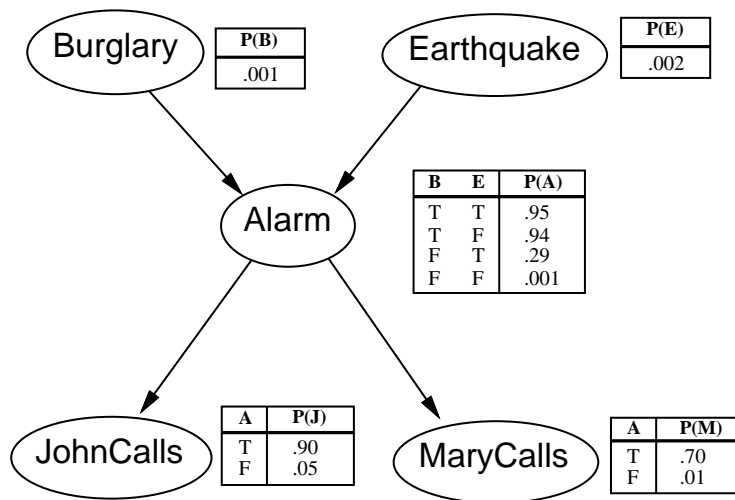 Burglary
P(B)
.001
Earthquake
P(E)
.002
Alarm
B E P(A)
T T .95
T F .94
F T .29
F F .001
JohnCalls
A P(J)
T .90
F .05
MaryCalls
A P(M)
T .70
F .01